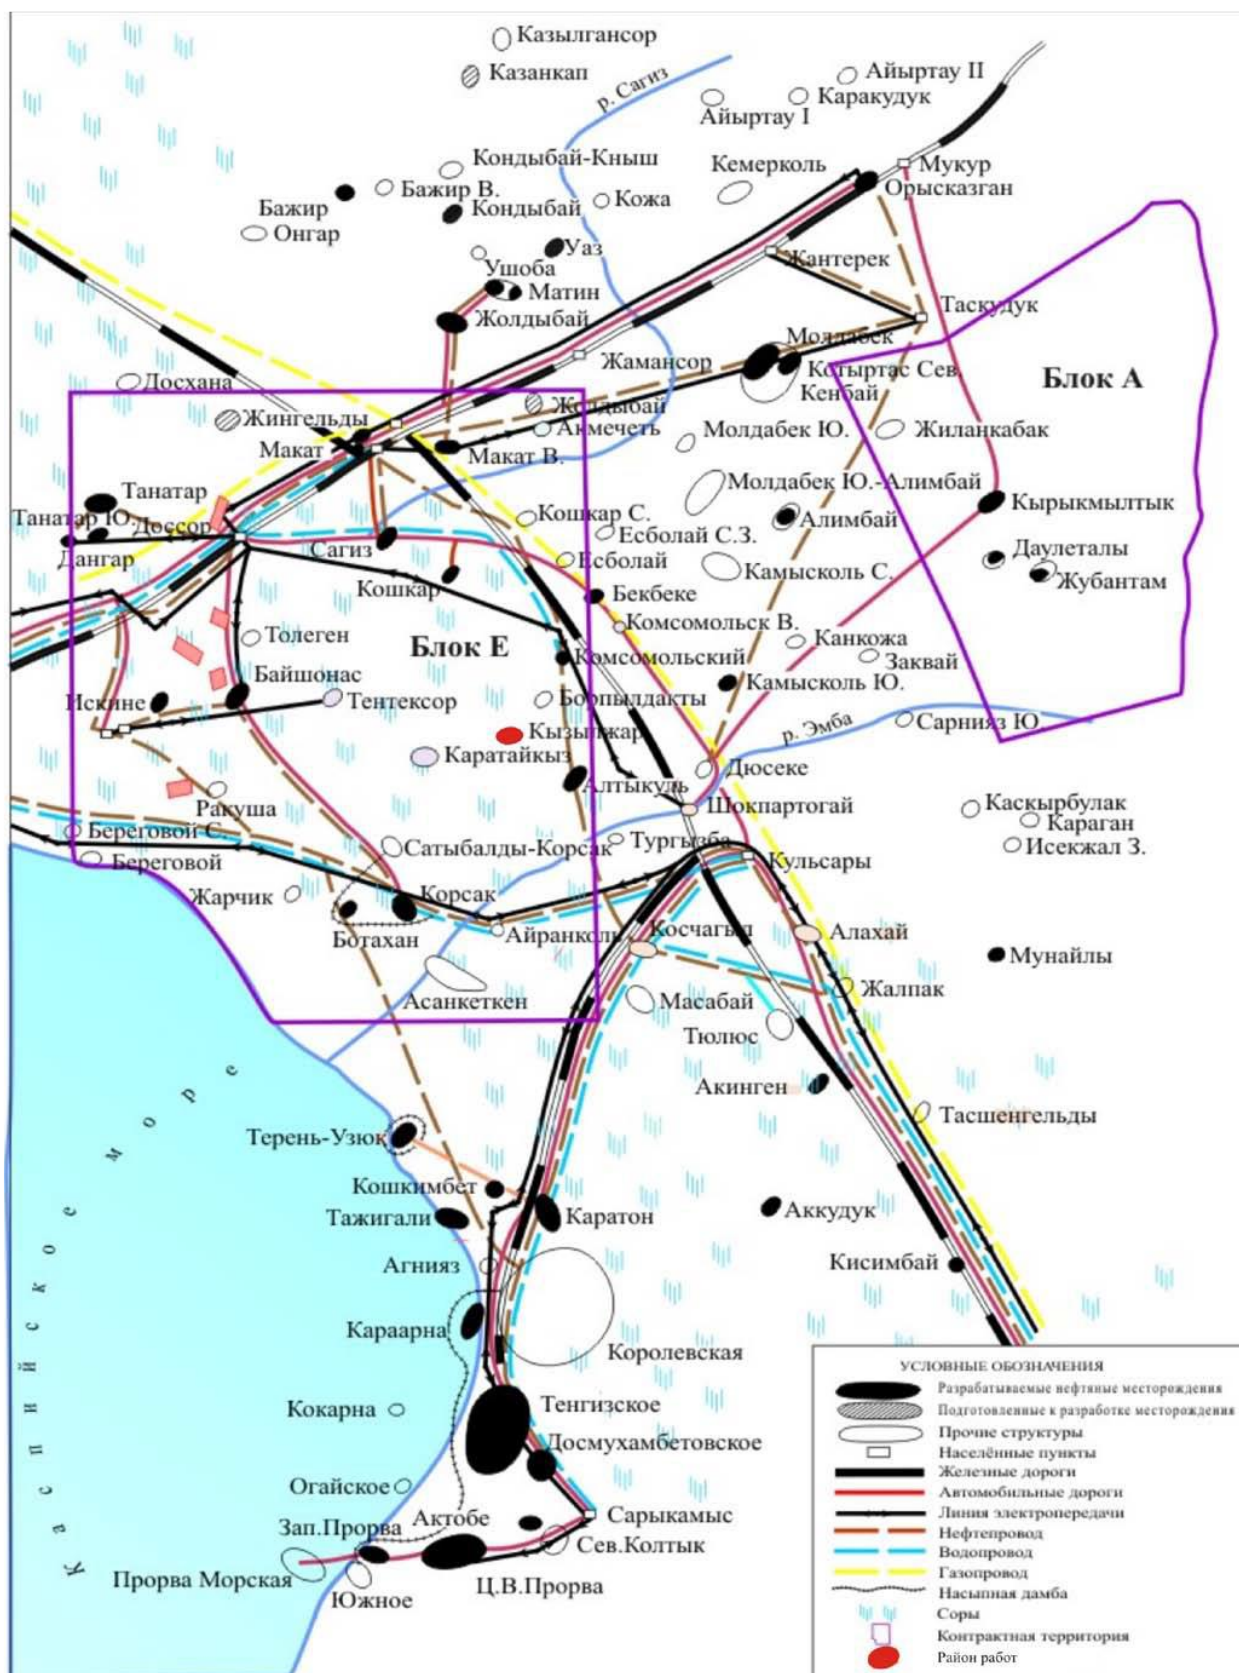 Казылгансор
Казанкап
р. Сагиз
Айыртау II
Каракудук
Айыртау I
Кондыбай-Кныш
Кемерколь
Мукур
Бажир В.
Орысказган
Бажир
Кондыбай
Кожа
Онгар
Уаз
Ушоба
Жантерек
Матин
Таскудук
Жолдыбай
Молдабек
Жамансор
Котыртас Сев.
Блок А
Досхана
Кенбай
Жолдыбай
Жингельды
Акмечеть
Молдабек Ю.
Жиланкабак
Макат
Макат В.
Молдабек Ю.-Алимбай
Танатар
Кырыкмылтык
Танатар Ю.
Доссор
Кошкар С.
Алимбай
Есболай С.З.
Сагиз
Даулеталы
Дангар
Есболай
Камысколь С.
Жубантам
Кошкар
Бекбеке
Комсомольск В.
Толеген
Блок Е
Канкожа
Комсомольский
Заквай
Байшонас
Камысколь Ю.
Искине
Тентексор
Борпылдакты
Сарнияз Ю.
р. Эмба
Кызылжар
Каратайкыз
Дюсеке
Алтыкуль
Ракуша
Шокпартогай
Каскырбулак
Караган
Береговой С.
Тургызба
Сатыбалды-Корсак
Исекжал З.
Береговой
Кульсары
Жарчик
Корсак
Косчагыл
Айранколь
Алахай
Ботахан
Мунайлы
Жалпак
Асанкеткен
Масабай
Тюлюс
Акинген
Каспийское море
Тасшенгельды
Терень-Узюк
Кошкимбет
Тажигали
Каратон
Аккудук
Агнияз
Кисимбай
Караарна
Королевская
Тенгизское
Кокарна
Досмухамбетовское
Огайское
Сарыкамыс
Актобе
Зап.Прорва
Сев.Колтык
Прорва Морская
Ц.В.Прорва
Южное
УСЛОВНЫЕ ОБОЗНАЧЕНИЯ
Разрабатываемые нефтяные месторождения
Подготовленные к разработке месторождения
Прочие структуры
Населённые пункты
Железные дороги
Автомобильные дороги
Линия электропередачи
Нефтепровод
Водопровод
Газопровод
Насыпная дамба
Соры
Контрактная территория
Район работ